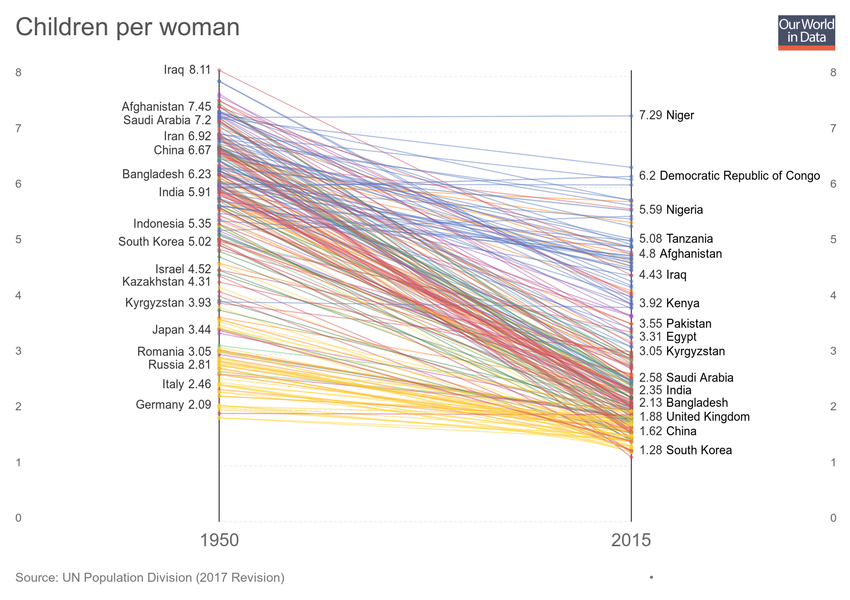 Children per woman
Our World
in Data
8
7
6
5
4
3
2
1
0
Iraq 8.11
Afghanistan 7.45
Saudi Arabia 7.2
Iran 6.92
China 6.67
Bangladesh 6.23
India 5.91
Indonesia 5.35
South Korea 5.02
Israel 4.52
Kazakhstan 4.31
Kyrgyzstan 3.93
Japan 3.44
Romania 3.05
Russia 2.81
Italy 2.46
Germany 2.09
7.29 Niger
6.2 Democratic Republic of Congo
5.59 Nigeria
5.08 Tanzania
4.8 Afghanistan
4.43 Iraq
3.92 Kenya
3.55 Pakistan
3.31 Egypt
3.05 Kyrgyzstan
2.58 Saudi Arabia
2.35 India
2.13 Bangladesh
1.88 United Kingdom
1.62 China
1.28 South Korea
8
7
6
5
4
3
2
1
0
1950
2015
Source: UN Population Division (2017 Revision)